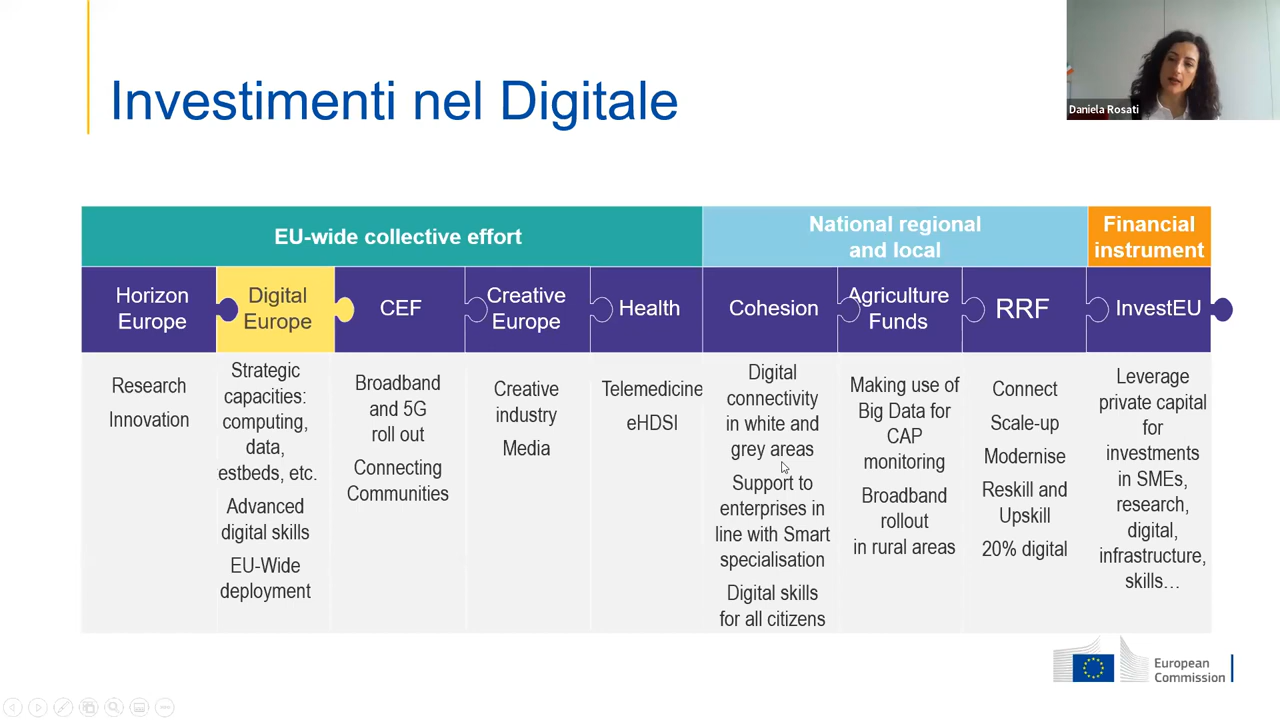 Investimenti nel Digitale
Daniela Rosati
EU-wide collective effort
National regional
and local
Financial
instrument
Horizon
Europe
Digital
Europe
CEF
Creative
Europe
Health
Cohesion
Agriculture
Funds
RRF
InvestEU
Research
Innovation
Strategic
capacities:
computing,
data,
estbeds, etc.
Advanced
digital skills
EU-Wide
deployment
Broadband
and 5G
roll out
Connecting
Communities
Creative
industry
Media
Telemedicine
eHDSI
Digital
connectivity
in white and
grey areas
Support to
enterprises in
line with Smart
specialisation
Digital skills
for all citizens
Making use of
Big Data for
CAP
monitoring
Broadband
rollout
in rural areas
Connect
Scale-up
Modernise
Reskill and
Upskill
20% digital
Leverage
private capital
for
investments
in SMEs,
research,
digital,
infrastructure,
skills…
European
Commission